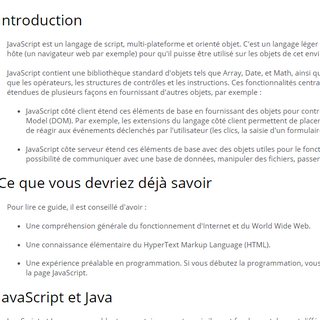 ntroduction
JavaScript est un langage de script, multi-plateforme et orienté objet. C'est un langage léger
hôte (un navigateur web par exemple) pour qu'il puisse être utilisé sur les objets de cet envi
JavaScript contient une bibliothèque standard d'objets tels que Array, Date, et Math, ainsi qu
que les opérateurs, les structures de contrôles et les instructions. Ces fonctionnalités centra
étendues de plusieurs façons en fournissant d'autres objets, par exemple :
• JavaScript côté client étend ces éléments de base en fournissant des objets pour contr
Model (DOM). Par exemple, les extensions du langage côté client permettent de placer
de réagir aux événements déclenchés par l'utilisateur (les clics, la saisie d'un formulair
• JavaScript côte serveur étend ces éléments de base avec des objets utiles pour le fonct
possibilité de communiquer avec une base de données, manipuler des fichiers, passer
Ce que vous devriez déjà savoir
Pour lire ce guide, il est conseillé d'avoir :
• Une compréhension générale du fonctionnement d'Internet et du World Wide Web.
• Une connaissance élémentaire du HyperText Markup Language (HTML).
• Une expérience préalable en programmation. Si vous débutez la programmation, vous
la page JavaScript.
avaScript et Java